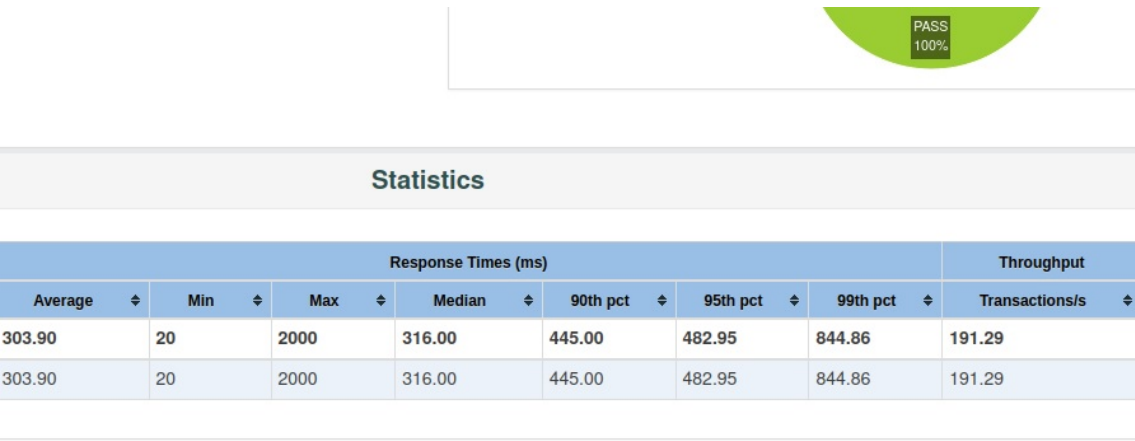 PASS
100%
Statistics
Response Times (ms) Throughput
Average Min Max Median 90th pct 95th pct 99th pct Transactions/s
303.90 20 2000 316.00 445.00 482.95 844.86 191.29
303.90 20 2000 316.00 445.00 482.95 844.86 191.29